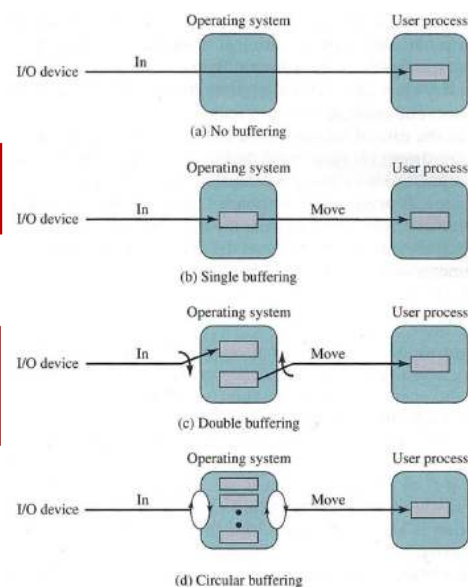 Operating system User process
I/O device In
(a) No buffering
Operating system User process
I/O device In Move
(b) Single buffering
Operating system User process
I/O device In Move
(c) Double buffering
Operating system User process
I/O device In Move
(d) Circular buffering